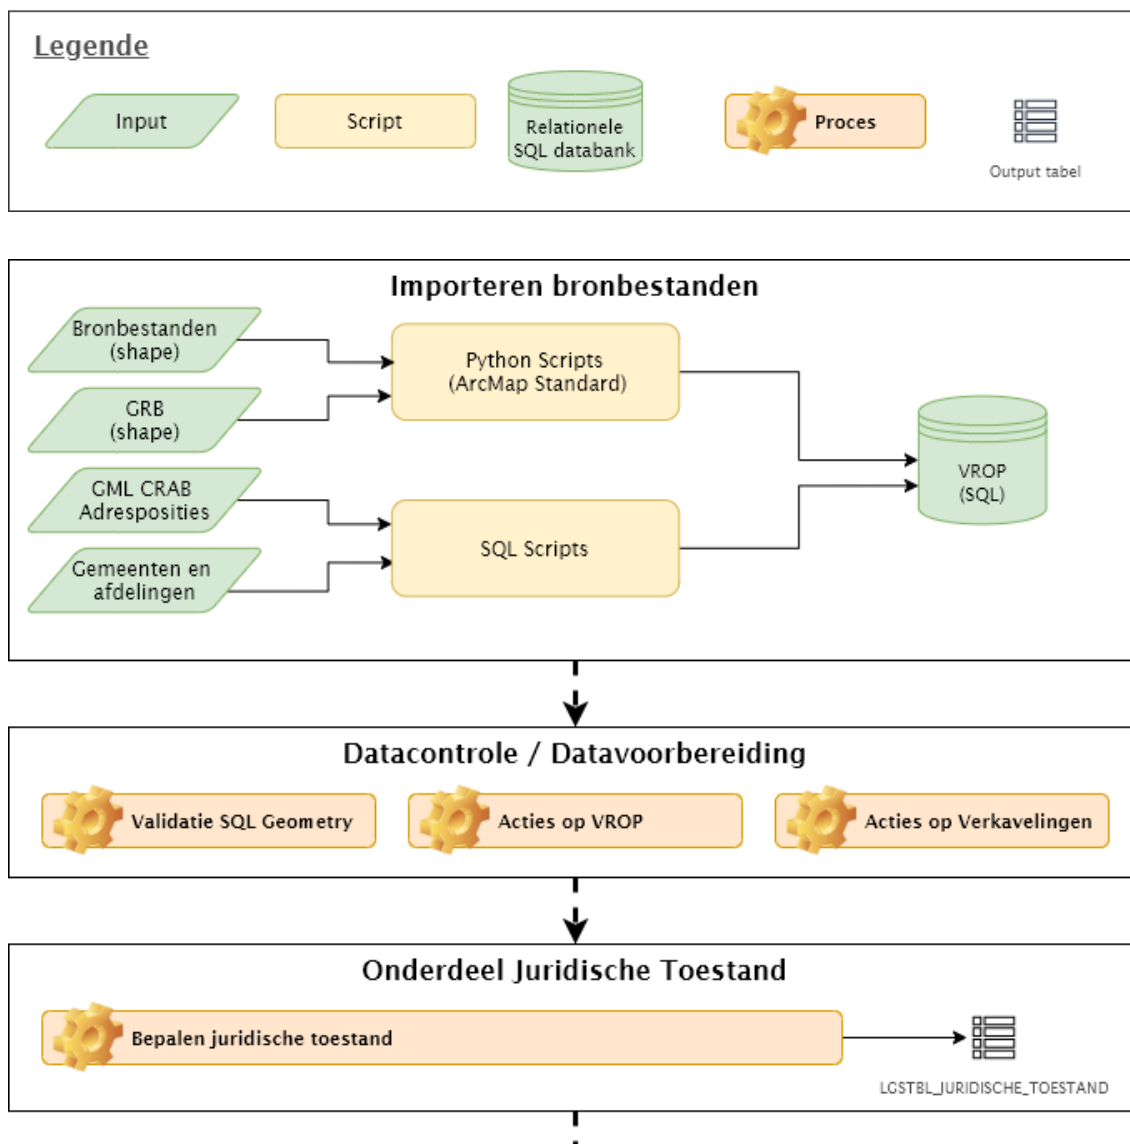 Legende
Input
Script
Relationele
SQL databank
Proces
Output tabel
Importeren bronbestanden
Bronbestanden
(shape)
GRB
(shape)
GML CRAB
Adresposities
Gemeenten en
afdelingen
Python Scripts
(ArcMap Standard)
SQL Scripts
VROP
(SQL)
Datacontrole / Datavoorbereiding
Validatie SQL Geometry
Acties op VROP
Acties op Verkavelingen
Onderdeel Juridische Toestand
Bepalen juridische toestand
LGSTBL_JURIDISCHE_TOESTAND